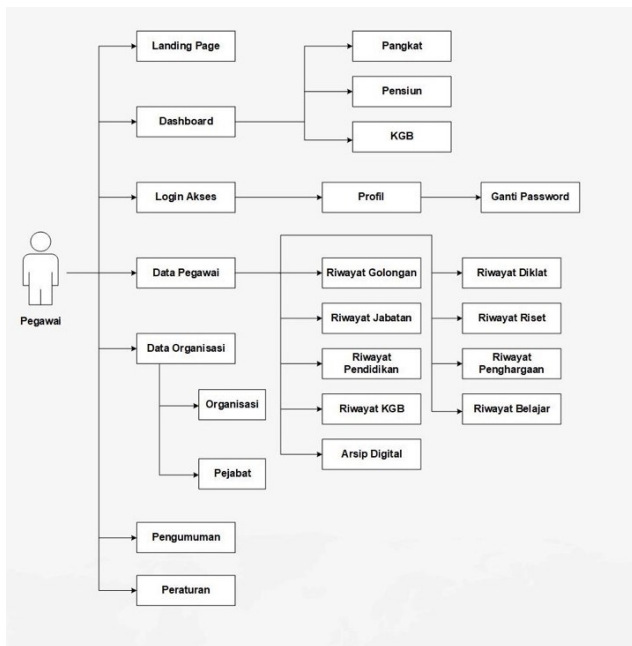 Landing Page
Pangkat
Dashboard
Pensiun
KGB
Login Akses
Profil
Ganti Password
Pegawai
Data Pegawai
Riwayat Golongan
Riwayat Diklat
Riwayat Jabatan
Riwayat Riset
Riwayat
Pendidikan
Riwayat
Penghargaan
Riwayat KGB
Riwayat Belajar
Arsip Digital
Data Organisasi
Organisasi
Pejabat
Pengumuman
Peraturan